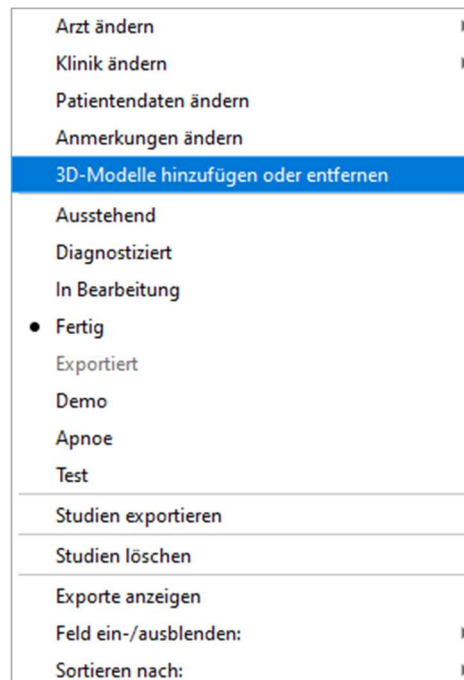 Arzt ändern
Klinik ändern
Patientendaten ändern
Anmerkungen ändern
3D-Modelle hinzufügen oder entfernen
Ausstehend
Diagnostiziert
In Bearbeitung
Fertig
Exportiert
Demo
Apnoe
Test
Studien exportieren
Studien löschen
Exporte anzeigen
Feld ein-/ausblenden:
Sortieren nach: